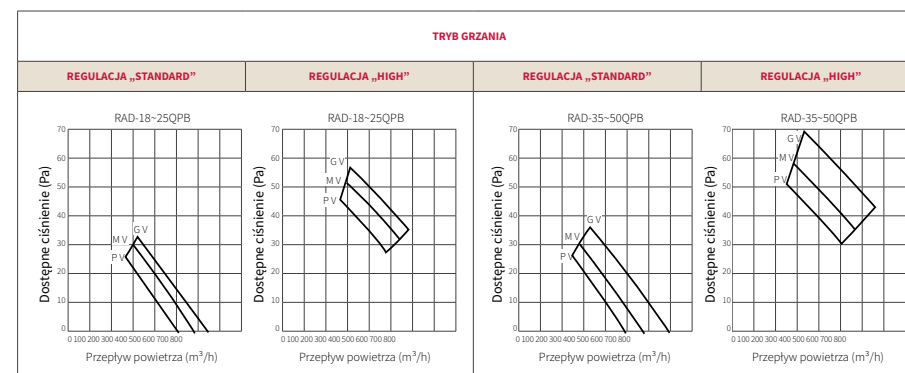 TRYB GRZANIA
REGULACJA „STANDARD”
REGULACJA „HIGH”
REGULACJA „STANDARD”
REGULACJA „HIGH”
RAD-18~25QPB
Dostępne ciśnienie (Pa)
70
60
50
40
30
20
10
0
G V
M V
P V
0 100 200 300 400 500 600 700 800
Przepływ powietrza (m³/h)
RAD-18~25QPB
Dostępne ciśnienie (Pa)
70
60
50
40
30
20
10
0
G V
M V
P V
0 100 200 300 400 500 600 700 800
Przepływ powietrza (m³/h)
RAD-35~50QPB
Dostępne ciśnienie (Pa)
70
60
50
40
30
20
10
0
G V
M V
P V
0 100 200 300 400 500 600 700 800
Przepływ powietrza (m³/h)
RAD-35~50QPB
Dostępne ciśnienie (Pa)
70
60
50
40
30
20
10
0
G V
M V
P V
0 100 200 300 400 500 600 700 800
Przepływ powietrza (m³/h)